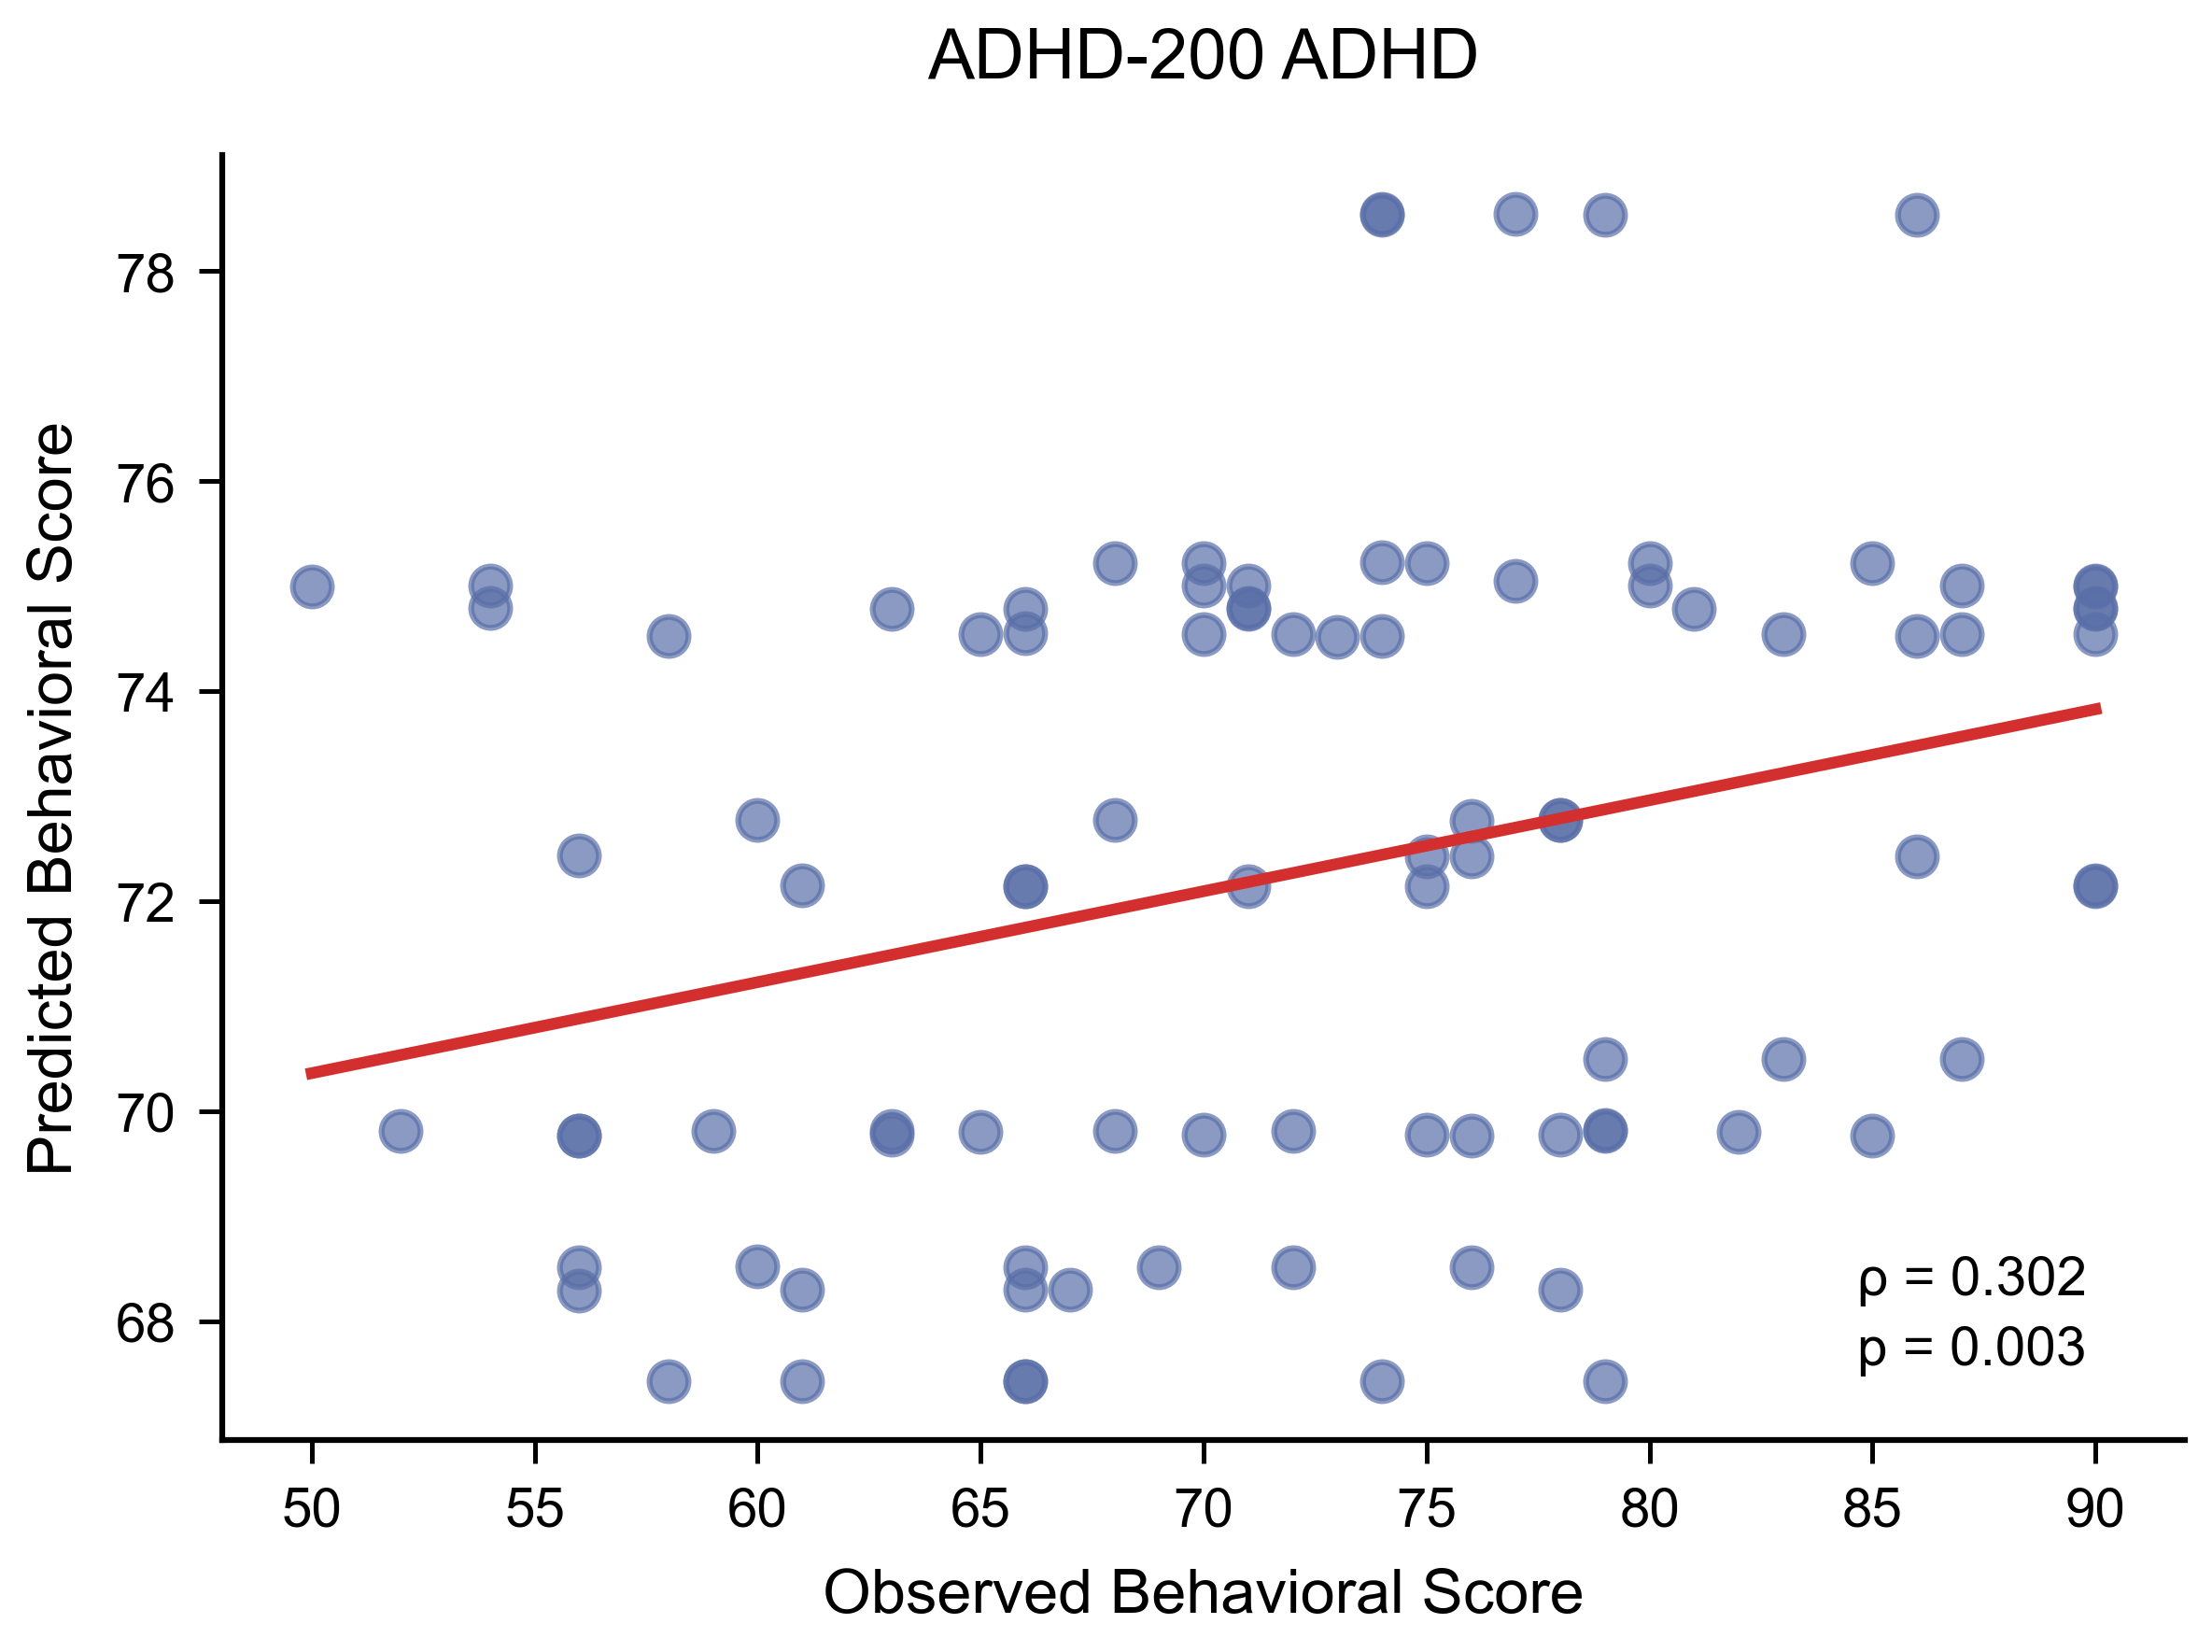 ADHD-200 ADHD
Predicted Behavioral Score
78
76
74
72
70
68
ρ = 0.302
p = 0.003
50 55 60 65 70 75 80 85 90
Observed Behavioral Score